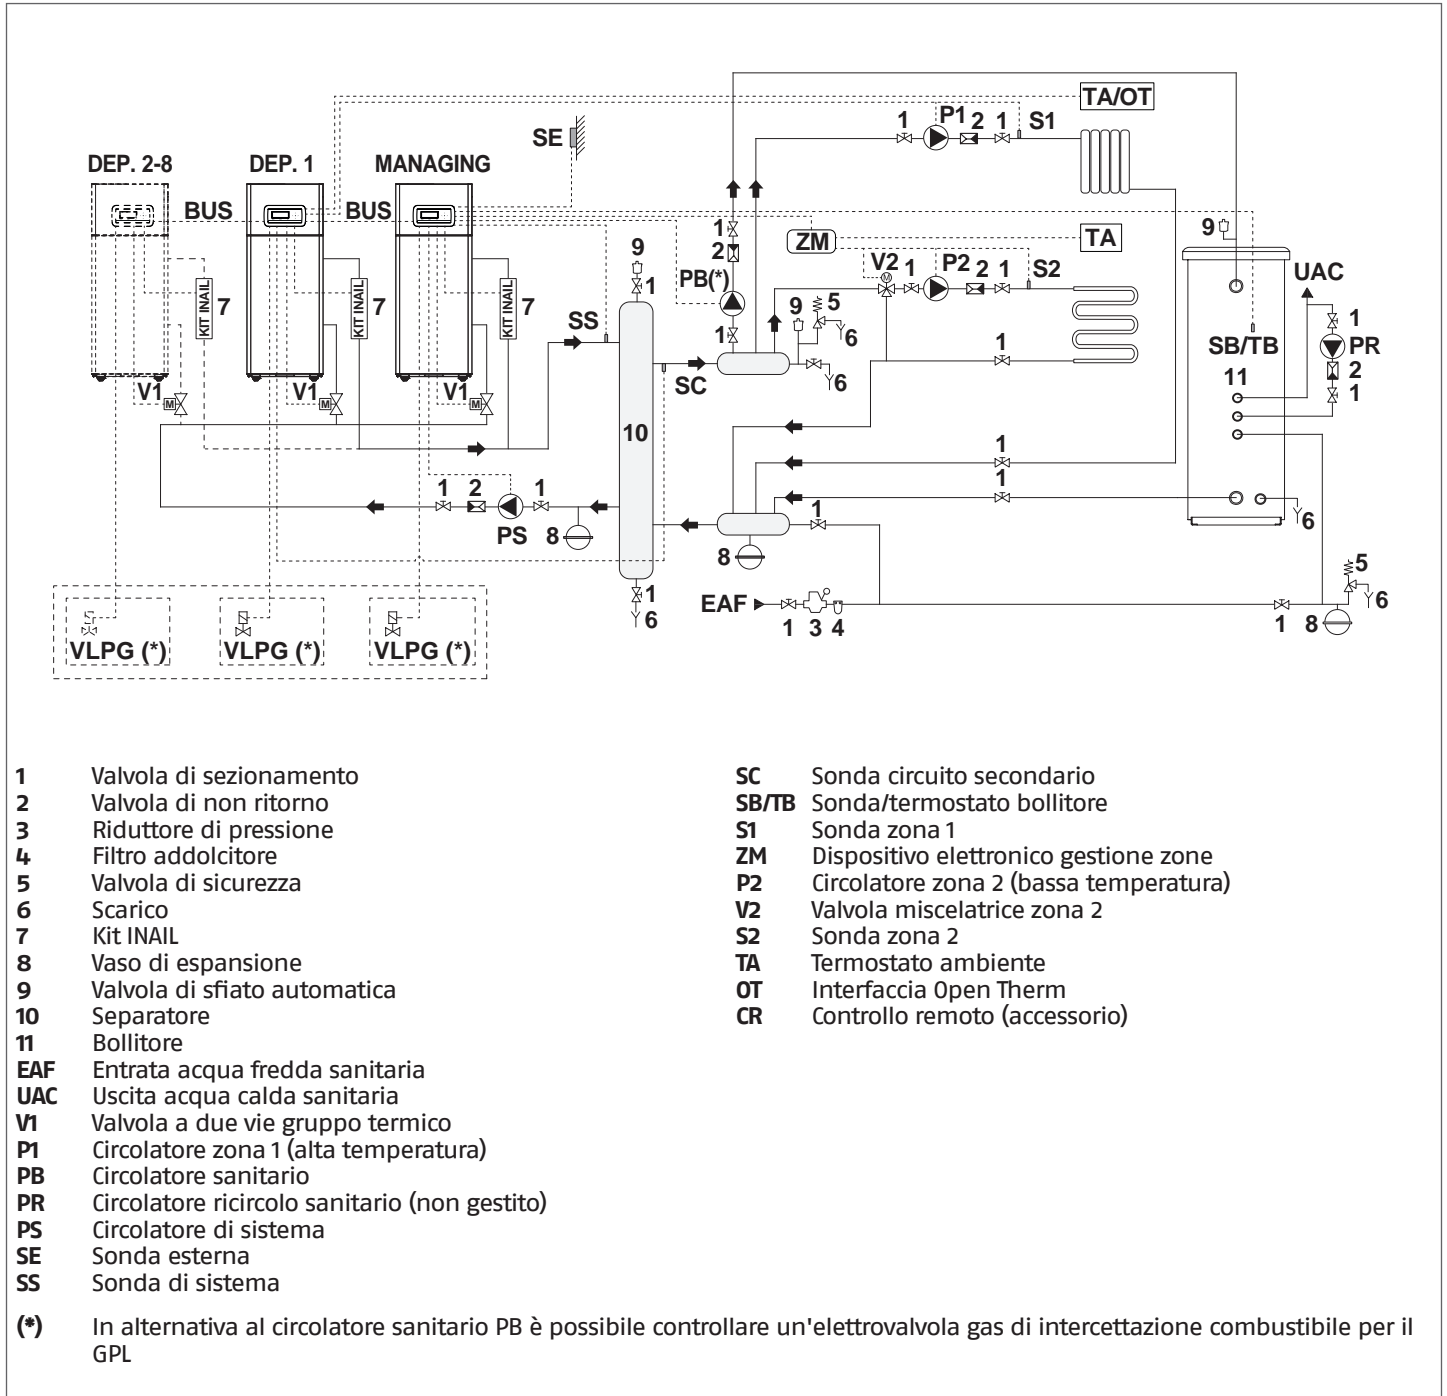 TA/OT
P1
1
2
1
S1
SE
DEP. 2-8
DEP. 1
MANAGING
BUS
BUS
1
2
PB(*)
1
ZM
TA
9
UAC
9
1
V2
1
P2
2
1
S2
KIT INAIL
7
KIT INAIL
7
KIT INAIL
7
SS
9
5
6
6
1
PR
2
1
SB/TB
11
1
SC
V1
M
V1
M
V1
M
10
1
1
1
2
1
PS
8
1
8
6
5
6
EAF
1
3
4
1
8
1
6
VLPG (*)
VLPG (*)
VLPG (*)
1 Valvola di sezionamento
2 Valvola di non ritorno
3 Riduttore di pressione
4 Filtro addolcitore
5 Valvola di sicurezza
6 Scarico
7 Kit INAIL
8 Vaso di espansione
9 Valvola di sfiato automatica
10 Separatore
11 Bollitore
EAF Entrata acqua fredda sanitaria
UAC Uscita acqua calda sanitaria
V1 Valvola a due vie gruppo termico
P1 Circolatore zona 1 (alta temperatura)
PB Circolatore sanitario
PR Circolatore ricircolo sanitario (non gestito)
PS Circolatore di sistema
SE Sonda esterna
SS Sonda di sistema
SC Sonda circuito secondario
SB/TB Sonda/termostato bollitore
S1 Sonda zona 1
ZM Dispositivo elettronico gestione zone
P2 Circolatore zona 2 (bassa temperatura)
V2 Valvola miscelatrice zona 2
S2 Sonda zona 2
TA Termostato ambiente
OT Interfaccia Open Therm
CR Controllo remoto (accessorio)
(*) In alternativa al circolatore sanitario PB è possibile controllare un'elettrovalvola gas di intercettazione combustibile per il
GPL